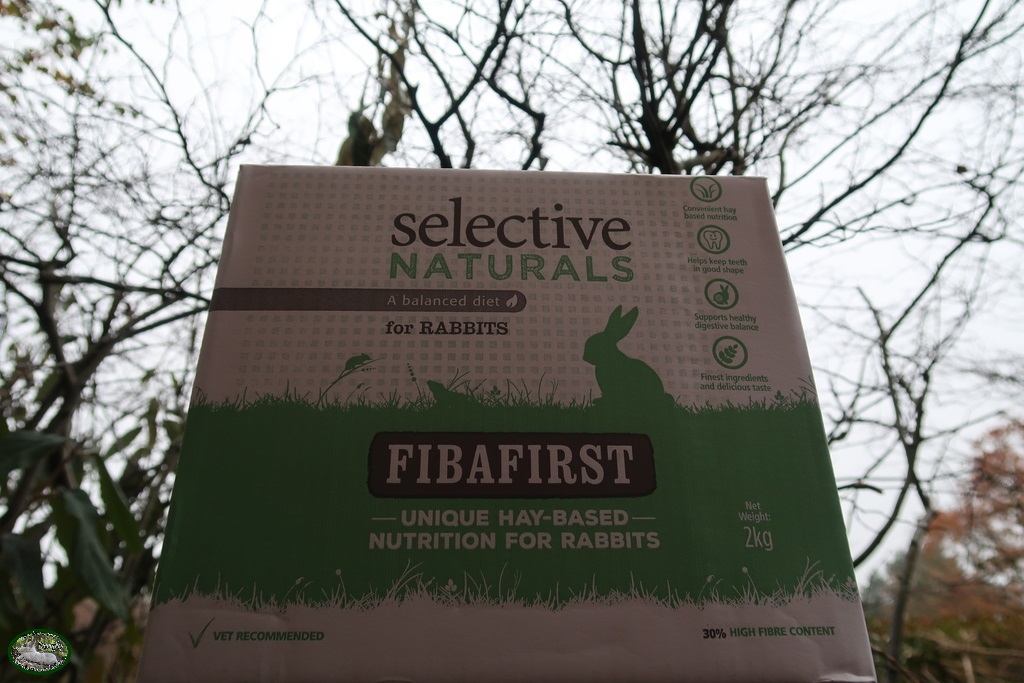 selective
NATURALS
A balanced diet
for RABBITS
Convenient hay
based nutrition
Helps keep teeth
in good shape
Supports healthy
digestive balance
Finest ingredients
and delicious taste
FIBAFIRST
UNIQUE HAY-BASED
NUTRITION FOR RABBITS
Net
Weight:
2kg
VET RECOMMENDED
30% HIGH FIBRE CONTENT